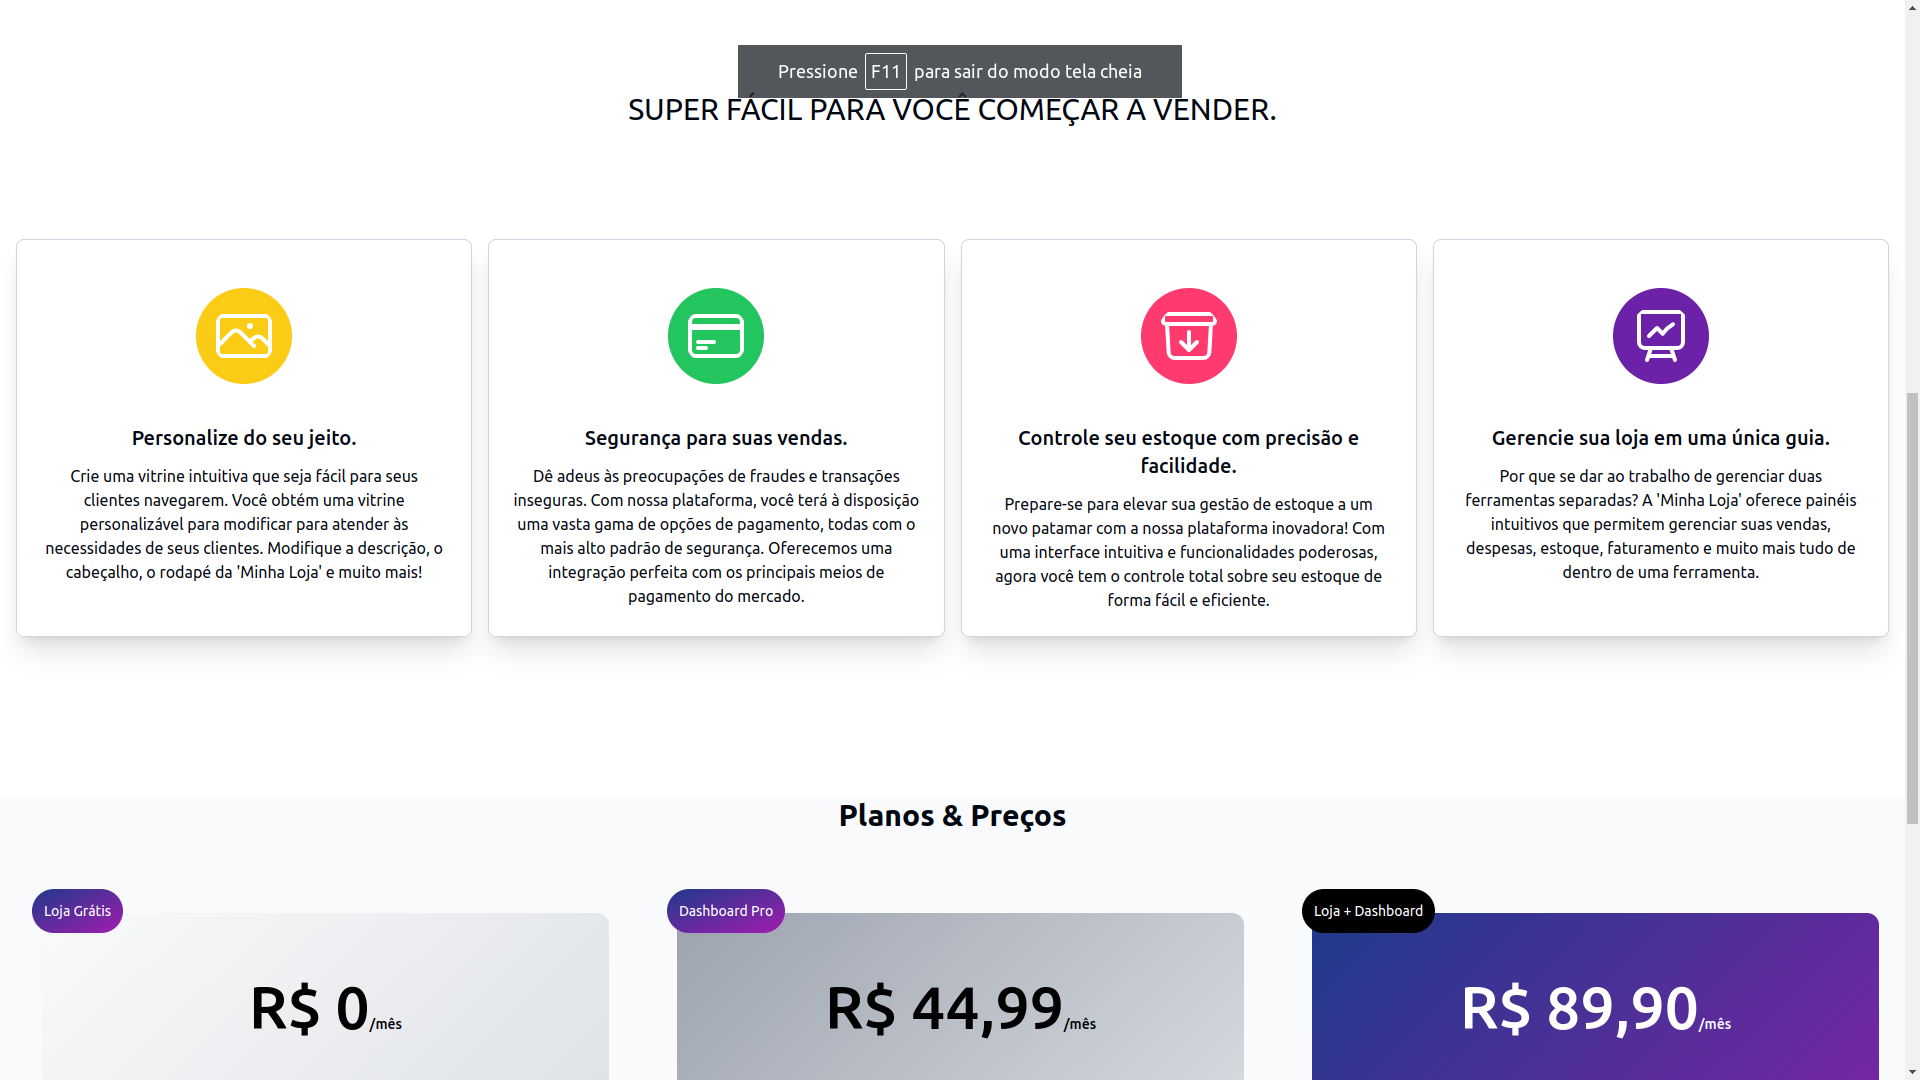 Pressione F11 para sair do modo tela cheia
SUPER FÁCIL PARA VOCÊ COMEÇAR A VENDER.
Personalize do seu jeito.
Crie uma vitrine intuitiva que seja fácil para seus
clientes navegarem. Você obtém uma vitrine
personalizável para modificar para atender às
necessidades de seus clientes. Modifique a descrição, o
cabeçalho, o rodapé da 'Minha Loja' e muito mais!
Segurança para suas vendas.
Dê adeus às preocupações de fraudes e transações
inseguras. Com nossa plataforma, você terá à disposição
uma vasta gama de opções de pagamento, todas com o
mais alto padrão de segurança. Oferecemos uma
integração perfeita com os principais meios de
pagamento do mercado.
Controle seu estoque com precisão e
facilidade.
Prepare-se para elevar sua gestão de estoque a um
novo patamar com a nossa plataforma inovadora! Com
uma interface intuitiva e funcionalidades poderosas,
agora você tem o controle total sobre seu estoque de
forma fácil e eficiente.
Gerencie sua loja em uma única guia.
Por que se dar ao trabalho de gerenciar duas
ferramentas separadas? A 'Minha Loja' oferece painéis
intuitivos que permitem gerenciar suas vendas,
despesas, estoque, faturamento e muito mais tudo de
dentro de uma ferramenta.
Planos & Preços
Loja Grátis
R$ 0/mês
Dashboard Pro
R$ 44,99/mês
Loja + Dashboard
R$ 89,90/mês